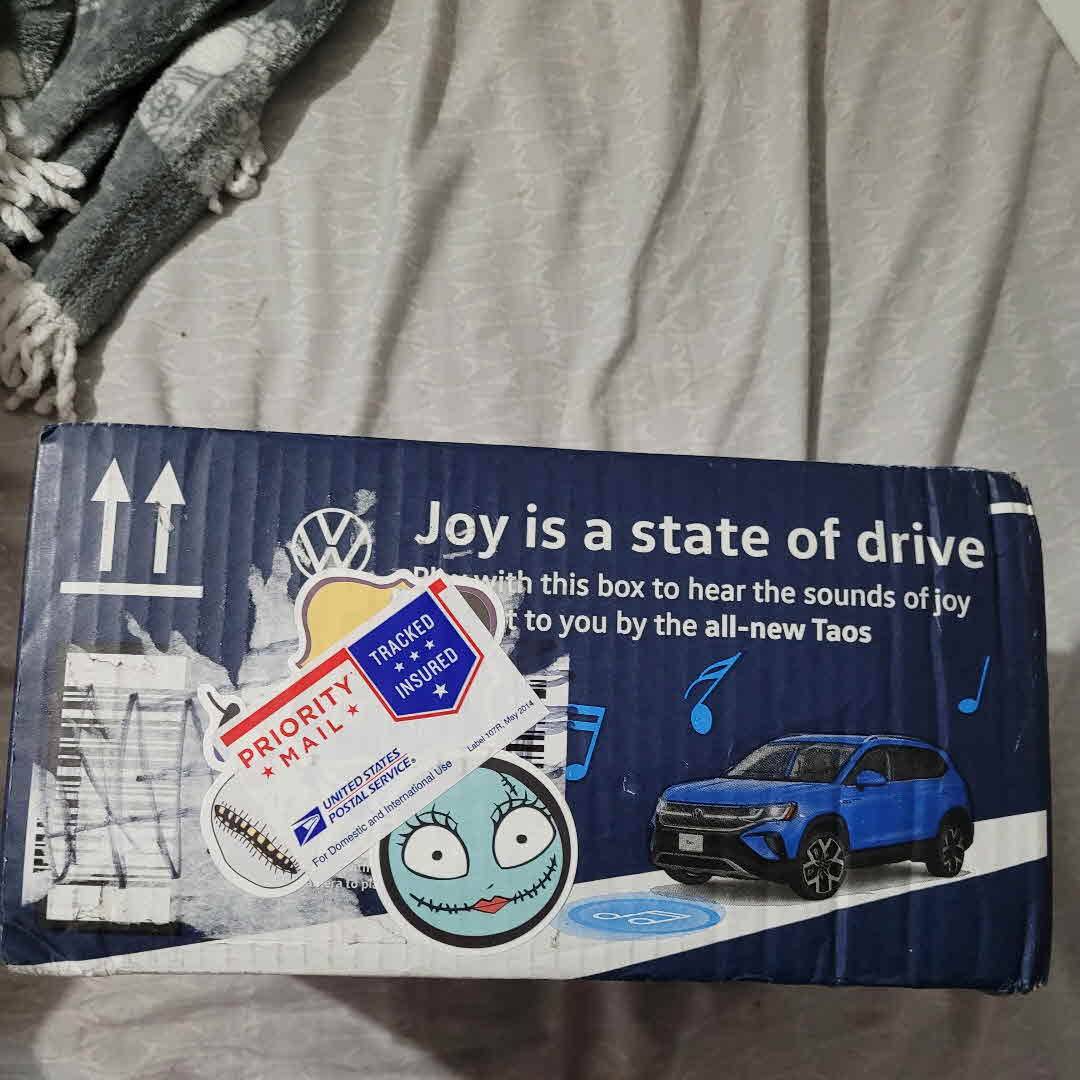 Joy is a state of drive
with this box to hear the sounds of joy
to you by the all-new Taos
TRACKED
INSURED
PRIORITY
MAIL
UNITED STATES
POSTAL SERVICE®
Label 107R, May 2014
For Domestic and International Use